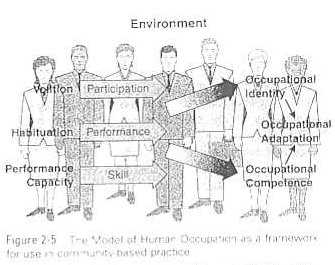 Environment
Volition Participation
Occupational
Identity
Habituation Performance
Occupational
Adaptation
Performance
Capacity
Skill
Occupational
Competence
Figure 2-5 The Model of Human Occupation as a framework
for use in community-based practice